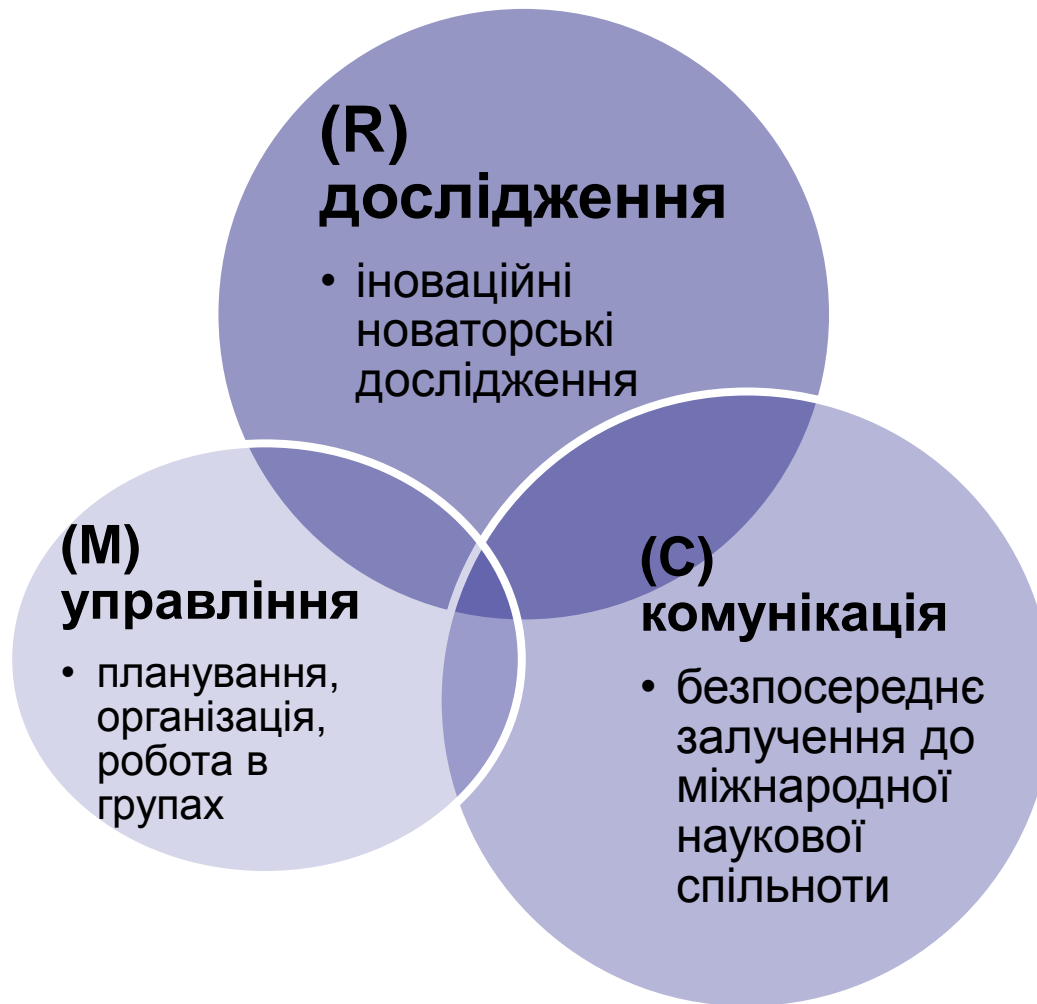 (R)
дослідження
• іноваційні
новаторські
дослідження
(M)
управління
• планування,
організація,
робота в
групах
(C)
комунікація
• безпосереднє
залучення до
міжнародної
наукової
спільноти